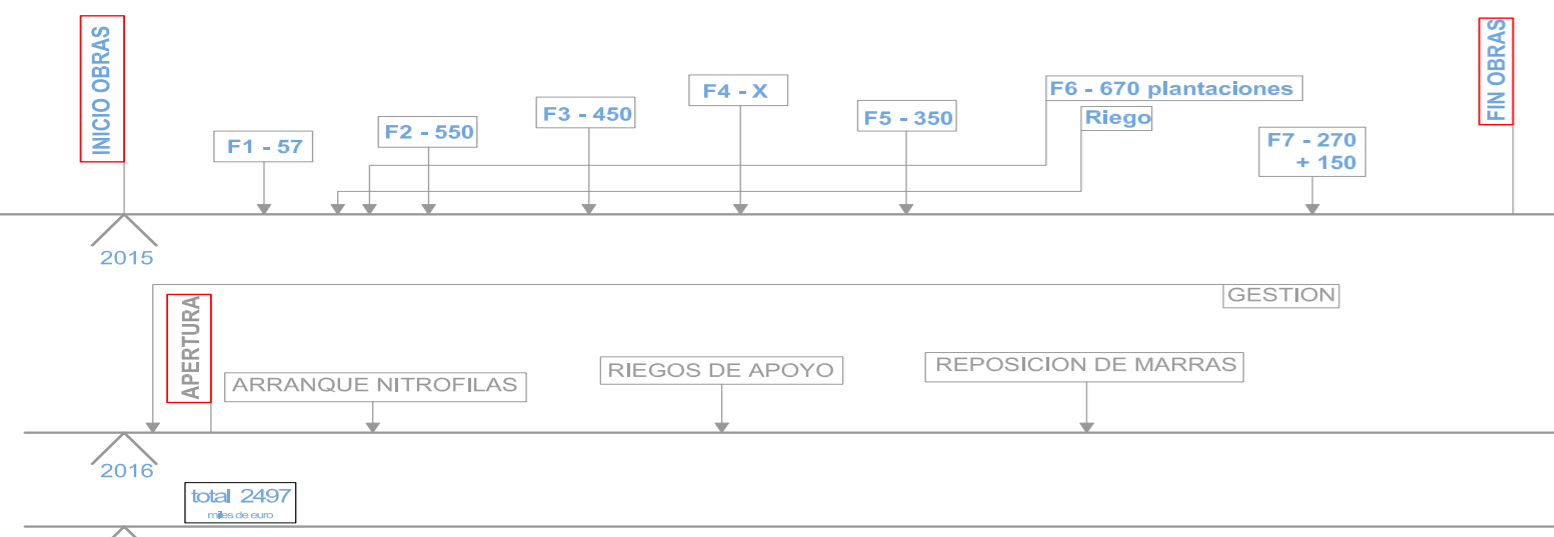 INICIO OBRAS
F1 - 57
F2 - 550
F3 - 450
F4 - X
F5 - 350
F6 - 670 plantaciones
Riego
F7 - 270
+ 150
FIN OBRAS
2015
GESTION
APERTURA
ARRANQUE NITROFILAS
RIEGOS DE APOYO
REPOSICION DE MARRAS
2016
total 2497
miles de euro